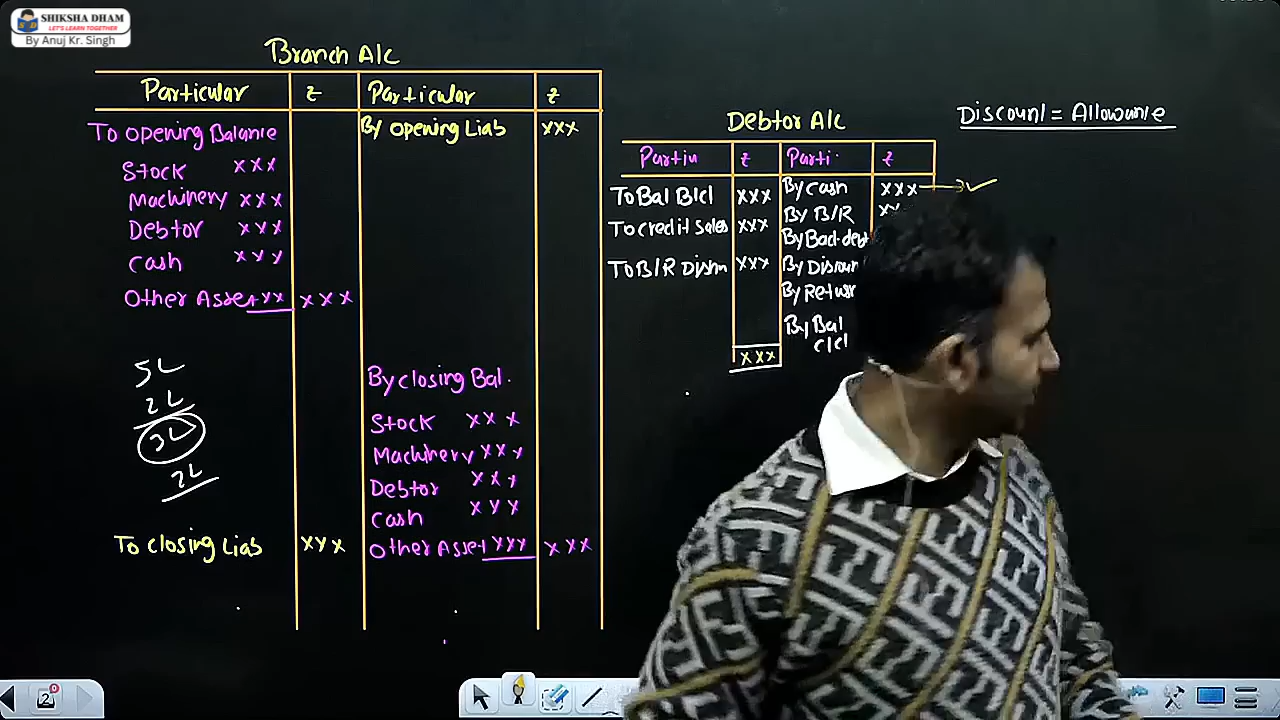 SHIKSHA DHAM
LET'S LEARN TOGETHER
By Anuj Kr. Singh
Branch A/c
Particular ₹ Particular ₹
To opening Balance By opening Liab xxx
Stock xxx
Machinery xxx
Debtor xxx
Cash xxx
Other Asset xxx xxx
5L
2L
3L
2L
By closing Bal.
Stock xxx
Machinery xxx
Debtor xxx
Cash xxx
To closing Liab xxx Other Asset xxx xxx
Debtor A/c
Particu ₹ Parti. ₹
To Bal B/d xxx By cash xxx
To credit Sales xxx By B/R
By Bad-debt
To B/R Dishn xxx By Discoun
By Retur
By Bal
c/d
xxx
Discount = Allowance
2